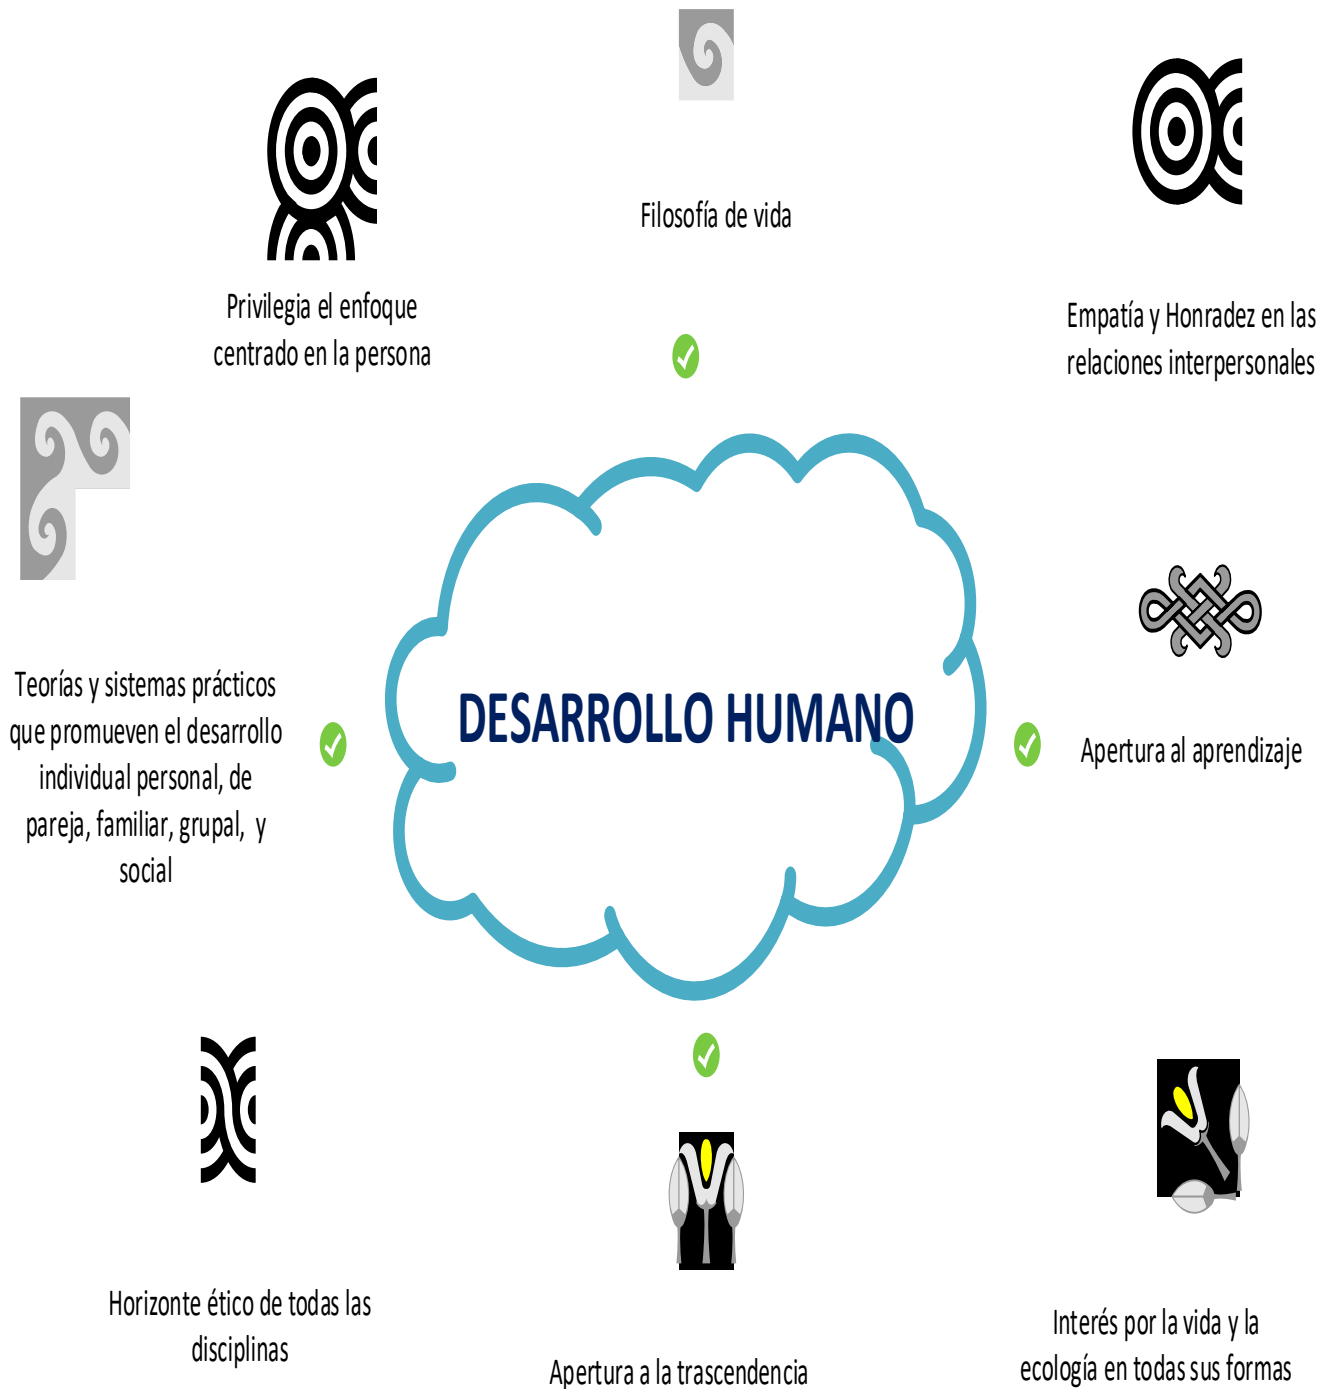 Filosofía de vida
Privilegia el enfoque
centrado en la persona
Empatía y Honradez en las
relaciones interpersonales
Teorías y sistemas prácticos
que promueven el desarrollo
individual personal, de
pareja, familiar, grupal, y
social
DESARROLLO HUMANO
Apertura al aprendizaje
Horizonte ético de todas las
disciplinas
Apertura a la trascendencia
Interés por la vida y la
ecología en todas sus formas